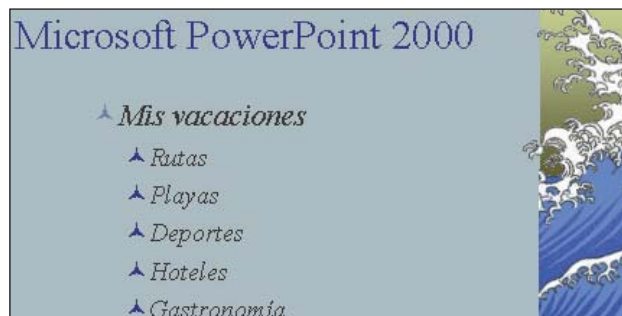 Microsoft PowerPoint 2000
Mis vacaciones
Rutas
Playas
Deportes
Hoteles
Gastronomía